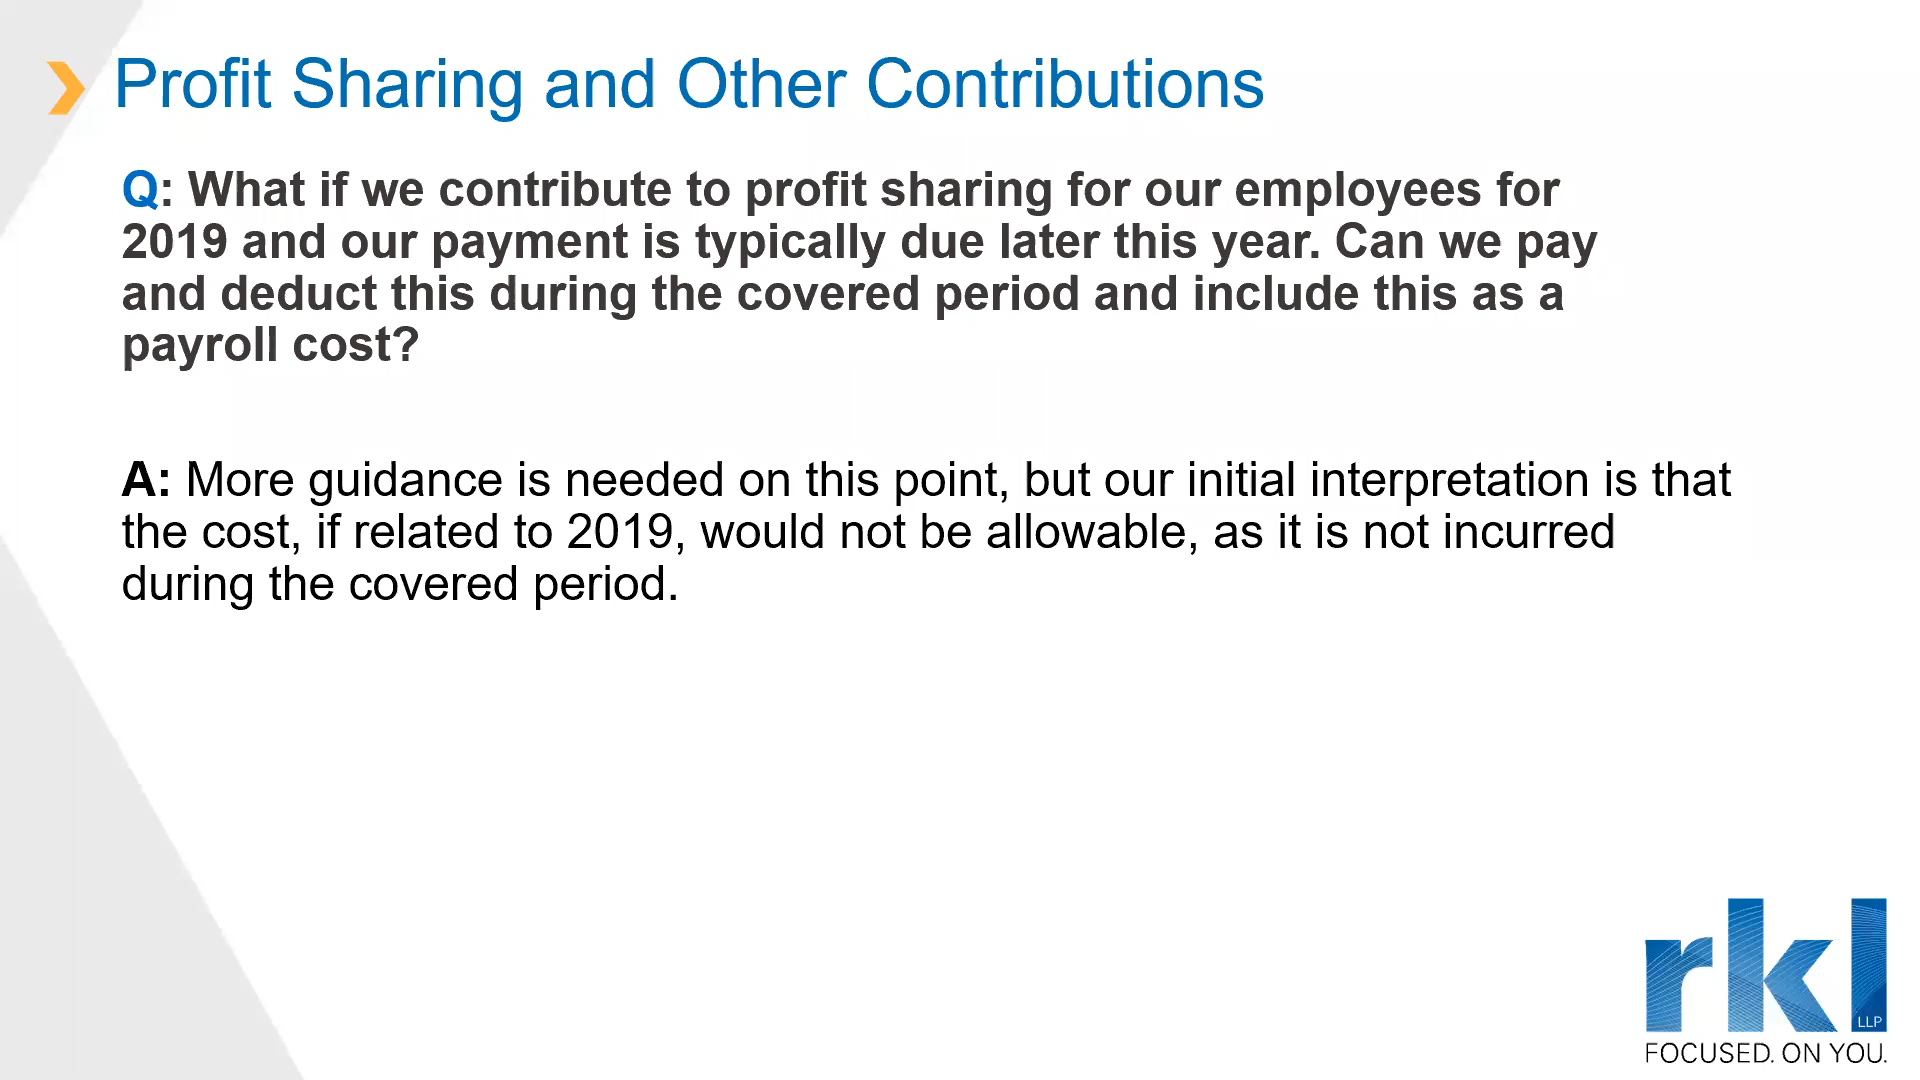 Profit Sharing and Other Contributions
Q: What if we contribute to profit sharing for our employees for
2019 and our payment is typically due later this year. Can we pay
and deduct this during the covered period and include this as a
payroll cost?
A: More guidance is needed on this point, but our initial interpretation is that
the cost, if related to 2019, would not be allowable, as it is not incurred
during the covered period.
rkl
LLP
FOCUSED. ON YOU.